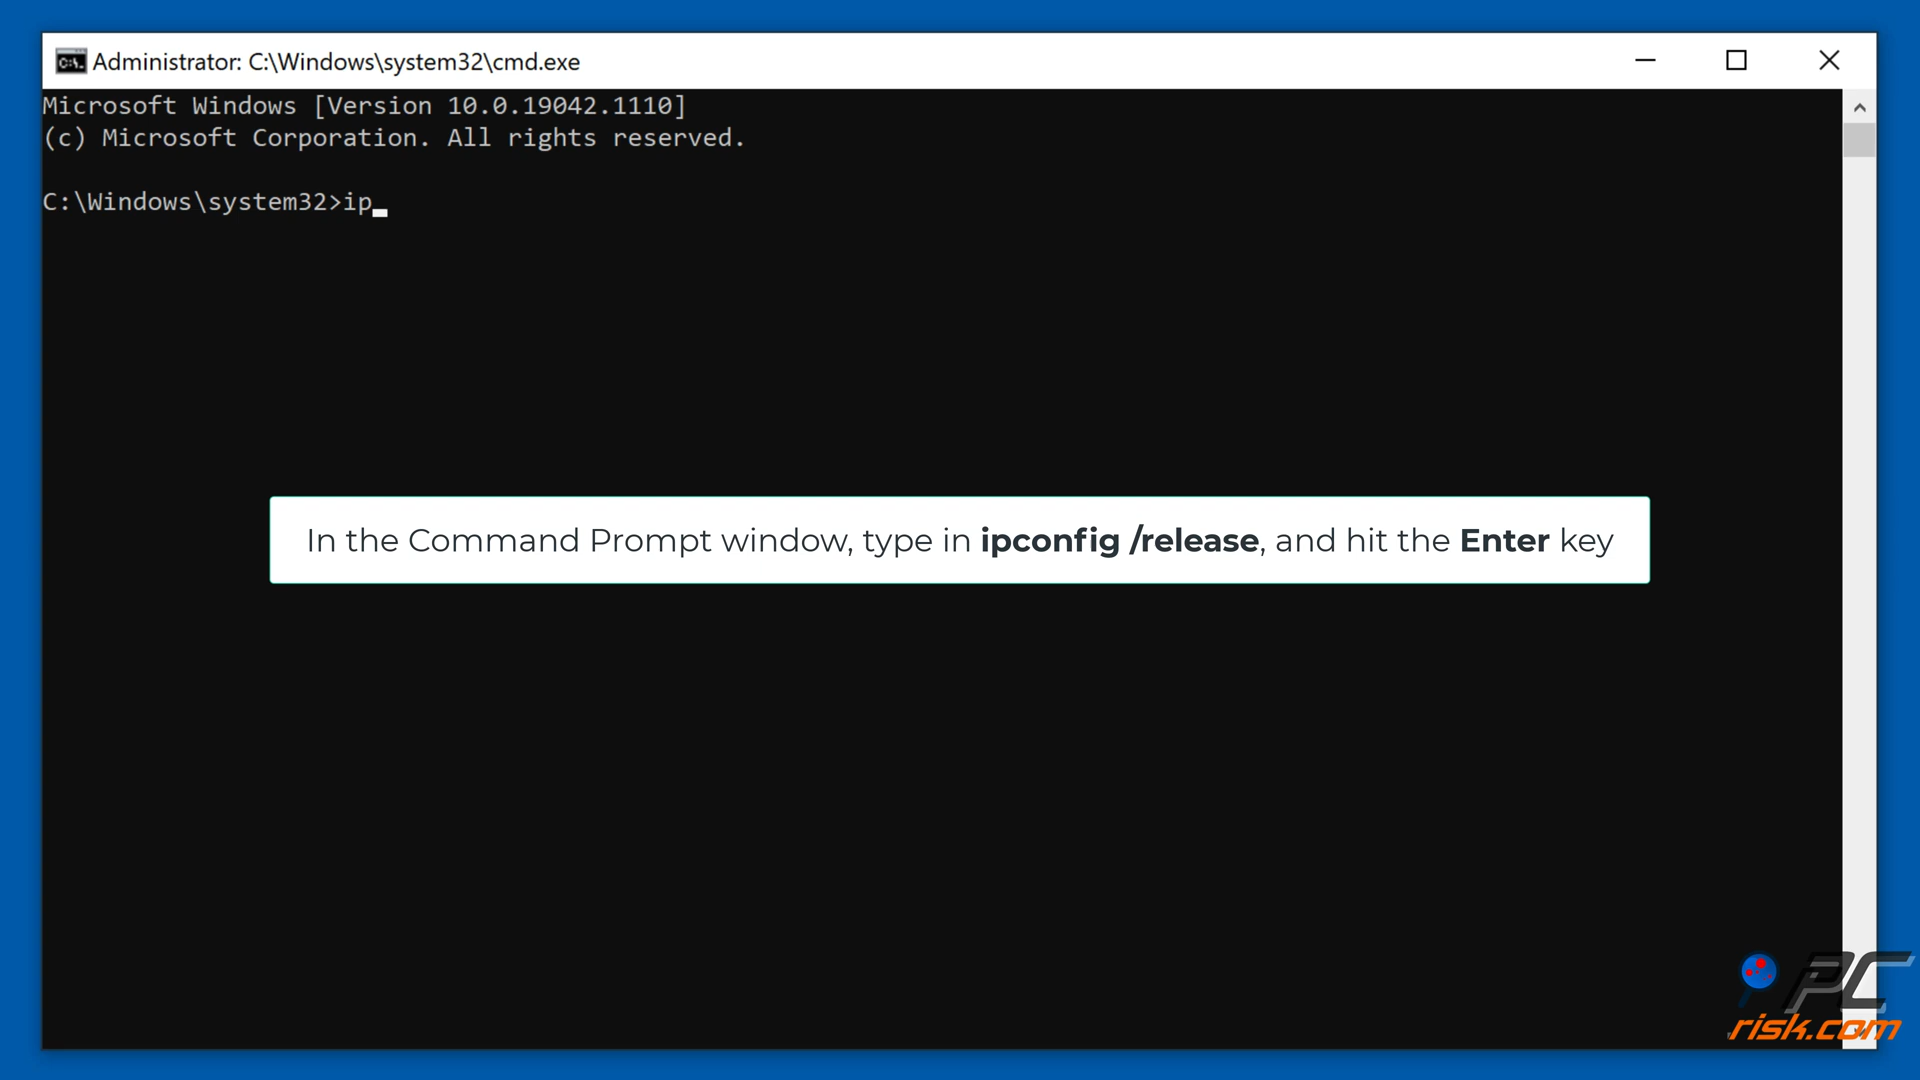 Administrator: C:\Windows\system32\cmd.exe
Microsoft Windows [Version 10.0.19042.1110]
(c) Microsoft Corporation. All rights reserved.
C:\Windows\system32>ip_
In the Command Prompt window, type in ipconfig /release, and hit the Enter key
PC
risk.com